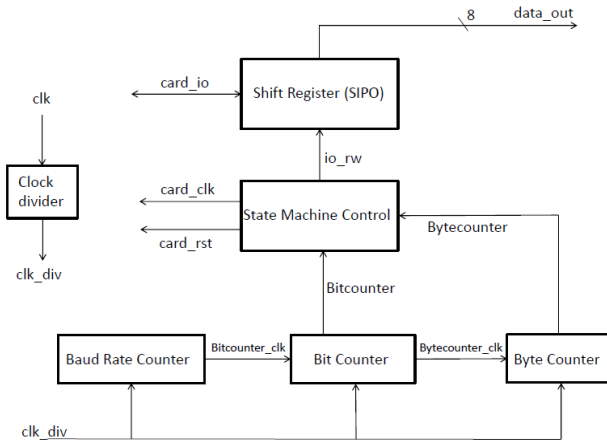 8
data_out
card_io
Shift Register (SIPO)
clk
io_rw
Clock
divider
card_clk
State Machine Control
card_rst
Bytecounter
clk_div
Bitcounter
Baud Rate Counter
Bitcounter_clk
Bit Counter
Bytecounter_clk
Byte Counter
clk_div